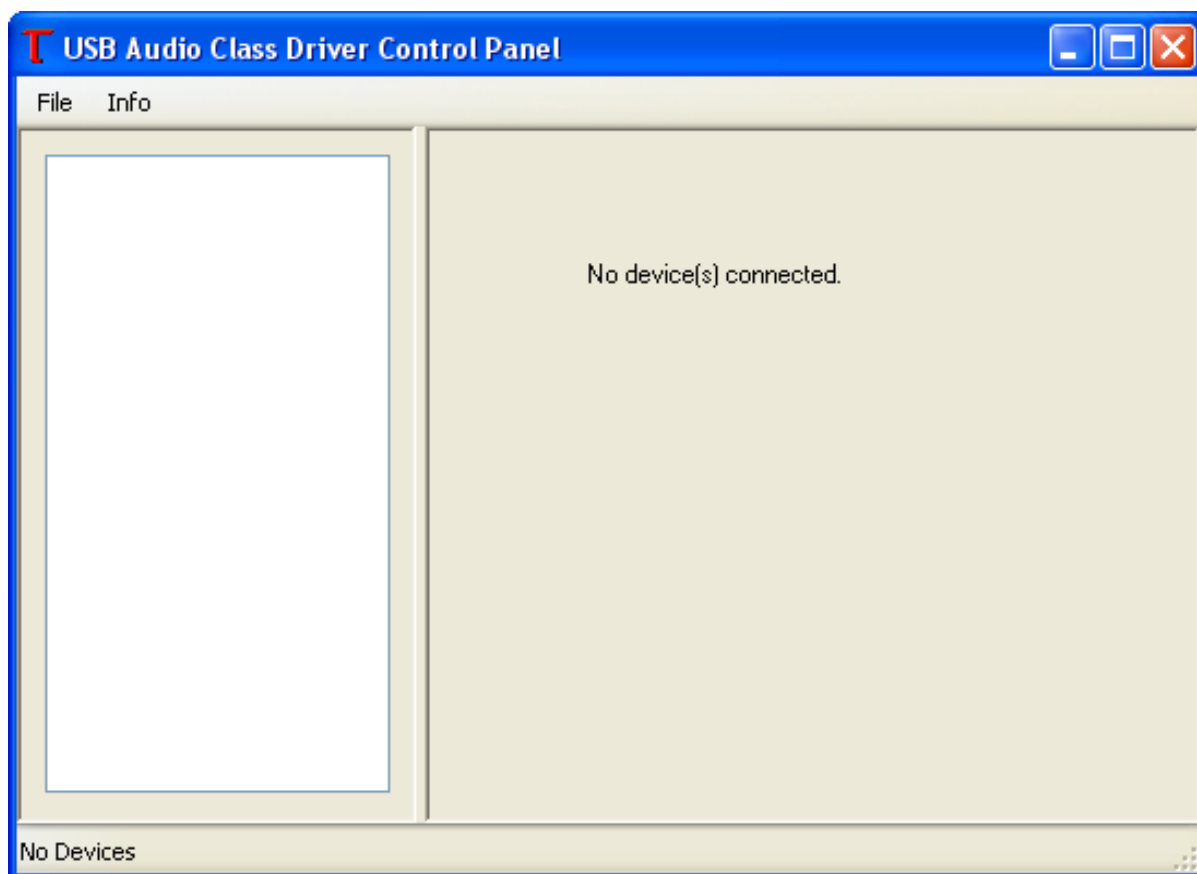 USB Audio Class Driver Control Panel
File Info
No device(s) connected.
No Devices